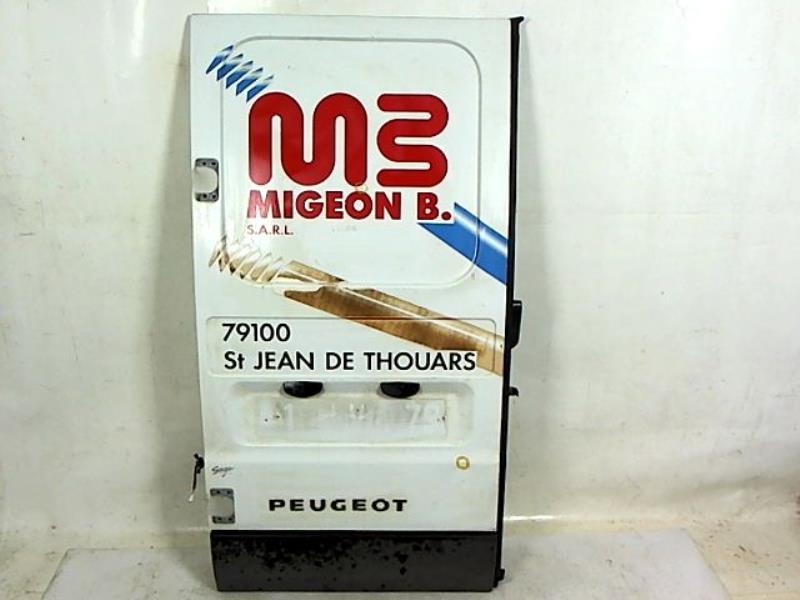 MB
MIGEON B.
S.A.R.L.
79100
St JEAN DE THOUARS
PEUGEOT